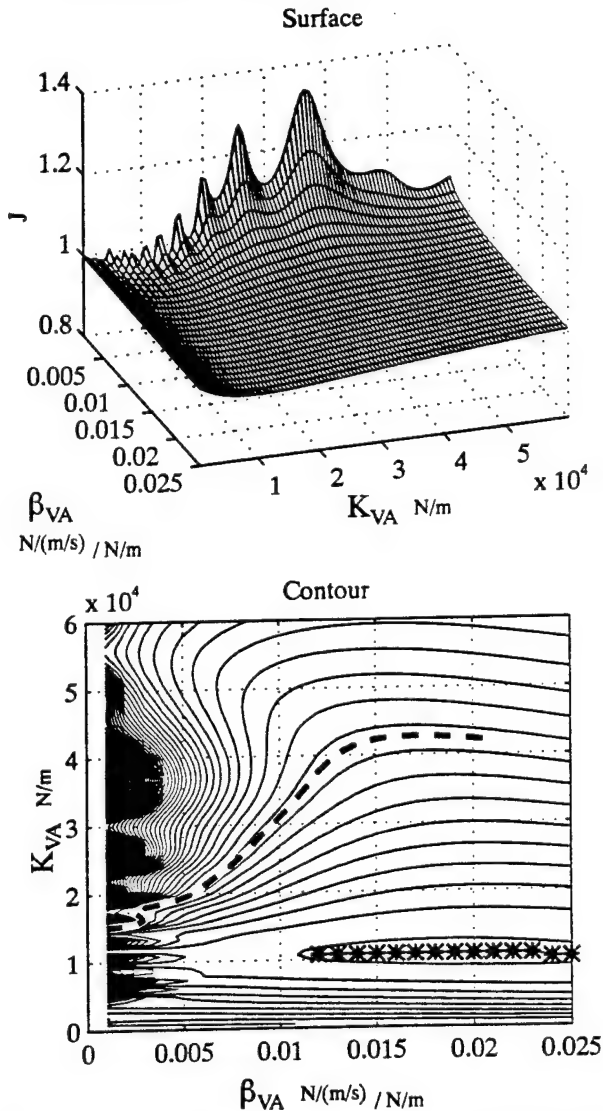 Surface
1.4
1.2
1
0.8
J
0.005
0.01
0.015
0.02
0.025
1
2
3
4
5
x 10^4
β_VA
N/(m/s) / N/m
K_VA N/m
Contour
x 10^4
6
5
4
3
2
1
0
K_VA N/m
0
0.005
0.01
0.015
0.02
0.025
β_VA N/(m/s) / N/m